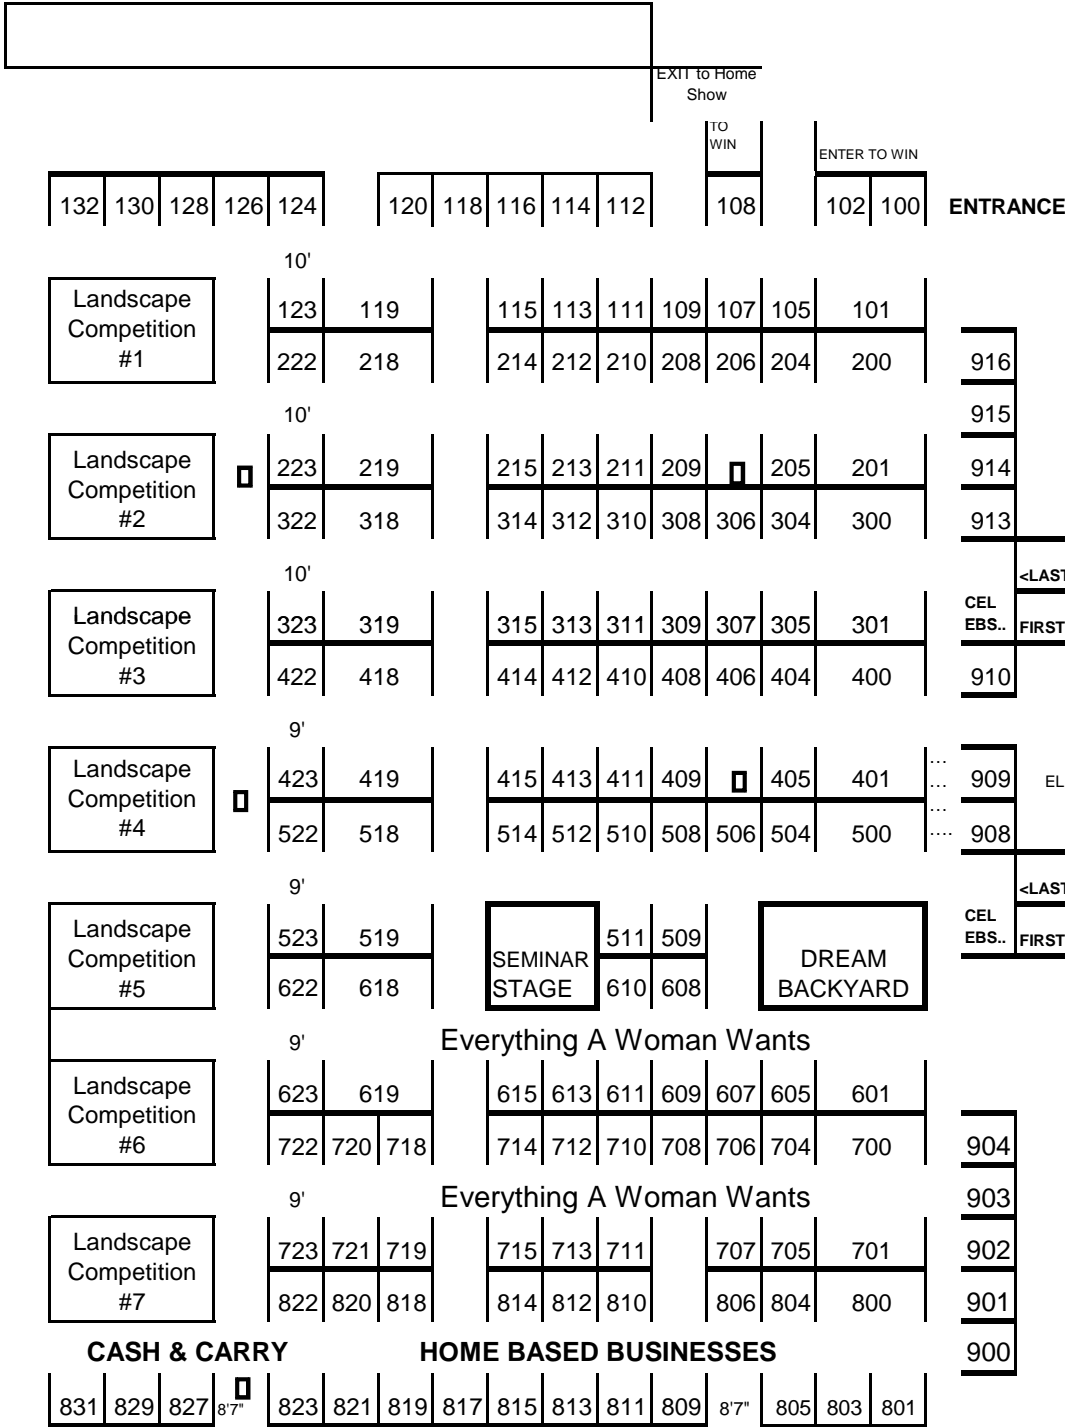 EXIT to Home
Show
TO
WIN
ENTER TO WIN
132 130 128 126 124 120 118 116 114 112 108 102 100 ENTRANCE
10'
Landscape
Competition
#1
123 119 115 113 111 109 107 105 101
222 218 214 212 210 208 206 204 200 916
10' 915
Landscape
Competition
#2
223 219 215 213 211 209 205 201 914
322 318 314 312 310 308 306 304 300 913
10' <LAST
Landscape
Competition
#3
CEL
EBS.. FIRST
323 319 315 313 311 309 307 305 301
422 418 414 412 410 408 406 404 400 910
9'
Landscape
Competition
#4
423 419 415 413 411 409 405 401 ... 909 EL
...
...
522 518 514 512 510 508 506 504 500 .... 908
9' <LAST
Landscape
Competition
#5
CEL
EBS.. FIRST
523 519 511 509
SEMINAR
STAGE
DREAM
BACKYARD
622 618 610 608
9' Everything A Woman Wants
Landscape
Competition
#6
623 619 615 613 611 609 607 605 601
722 720 718 714 712 710 708 706 704 700 904
9' Everything A Woman Wants 903
Landscape
Competition
#7
723 721 719 715 713 711 707 705 701 902
822 820 818 814 812 810 806 804 800 901
CASH & CARRY HOME BASED BUSINESSES 900
831 829 827 8'7" 823 821 819 817 815 813 811 809 8'7" 805 803 801